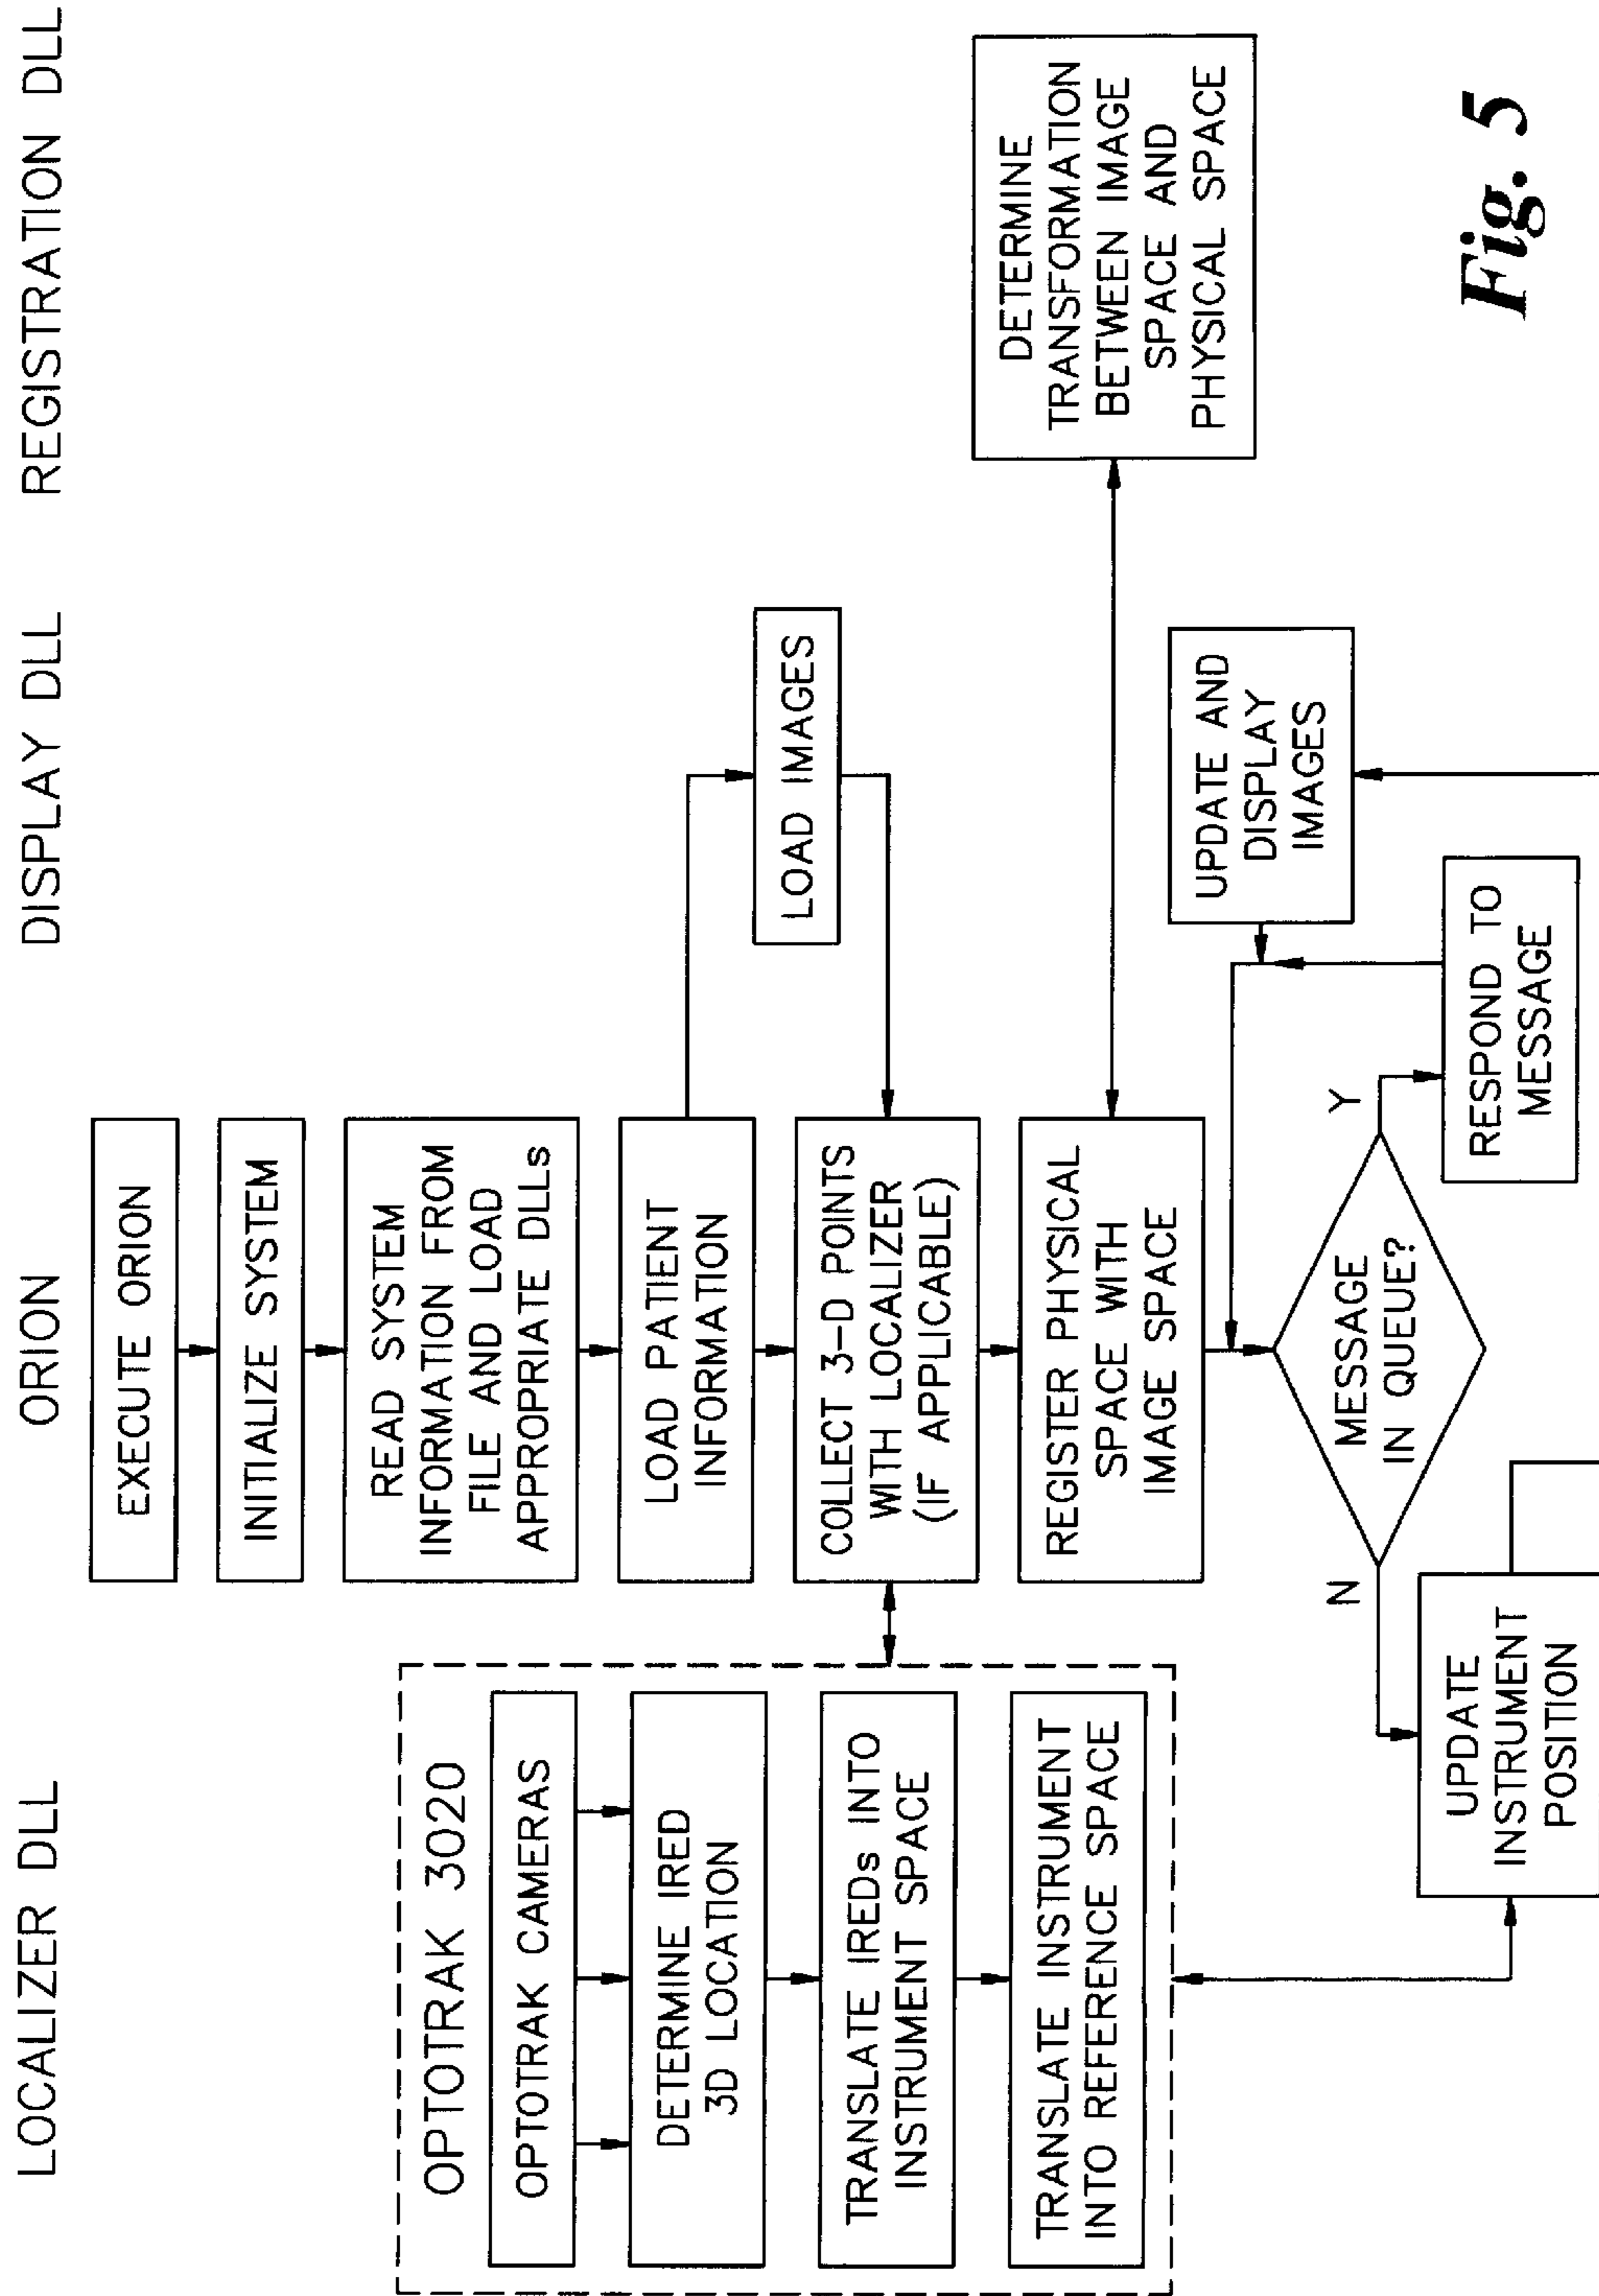 LOCALIZER DLL
ORION
DISPLAY DLL
REGISTRATION DLL
EXECUTE ORION
INITIALIZE SYSTEM
READ SYSTEM
INFORMATION FROM
FILE AND LOAD
APPROPRIATE DLLs
LOAD PATIENT
INFORMATION
LOAD IMAGES
OPTOTRAK 3020
OPTOTRAK CAMERAS
DETERMINE IRED
3D LOCATION
TRANSLATE IREDs INTO
INSTRUMENT SPACE
TRANSLATE INSTRUMENT
INTO REFERENCE SPACE
COLLECT 3-D POINTS
WITH LOCALIZER
(IF APPLICABLE)
REGISTER PHYSICAL
SPACE WITH
IMAGE SPACE
DETERMINE
TRANSFORMATION
BETWEEN IMAGE
SPACE AND
PHYSICAL SPACE
MESSAGE
IN QUEUE?
N
Y
UPDATE
INSTRUMENT
POSITION
RESPOND TO
MESSAGE
UPDATE AND
DISPLAY
IMAGES
Fig. 5